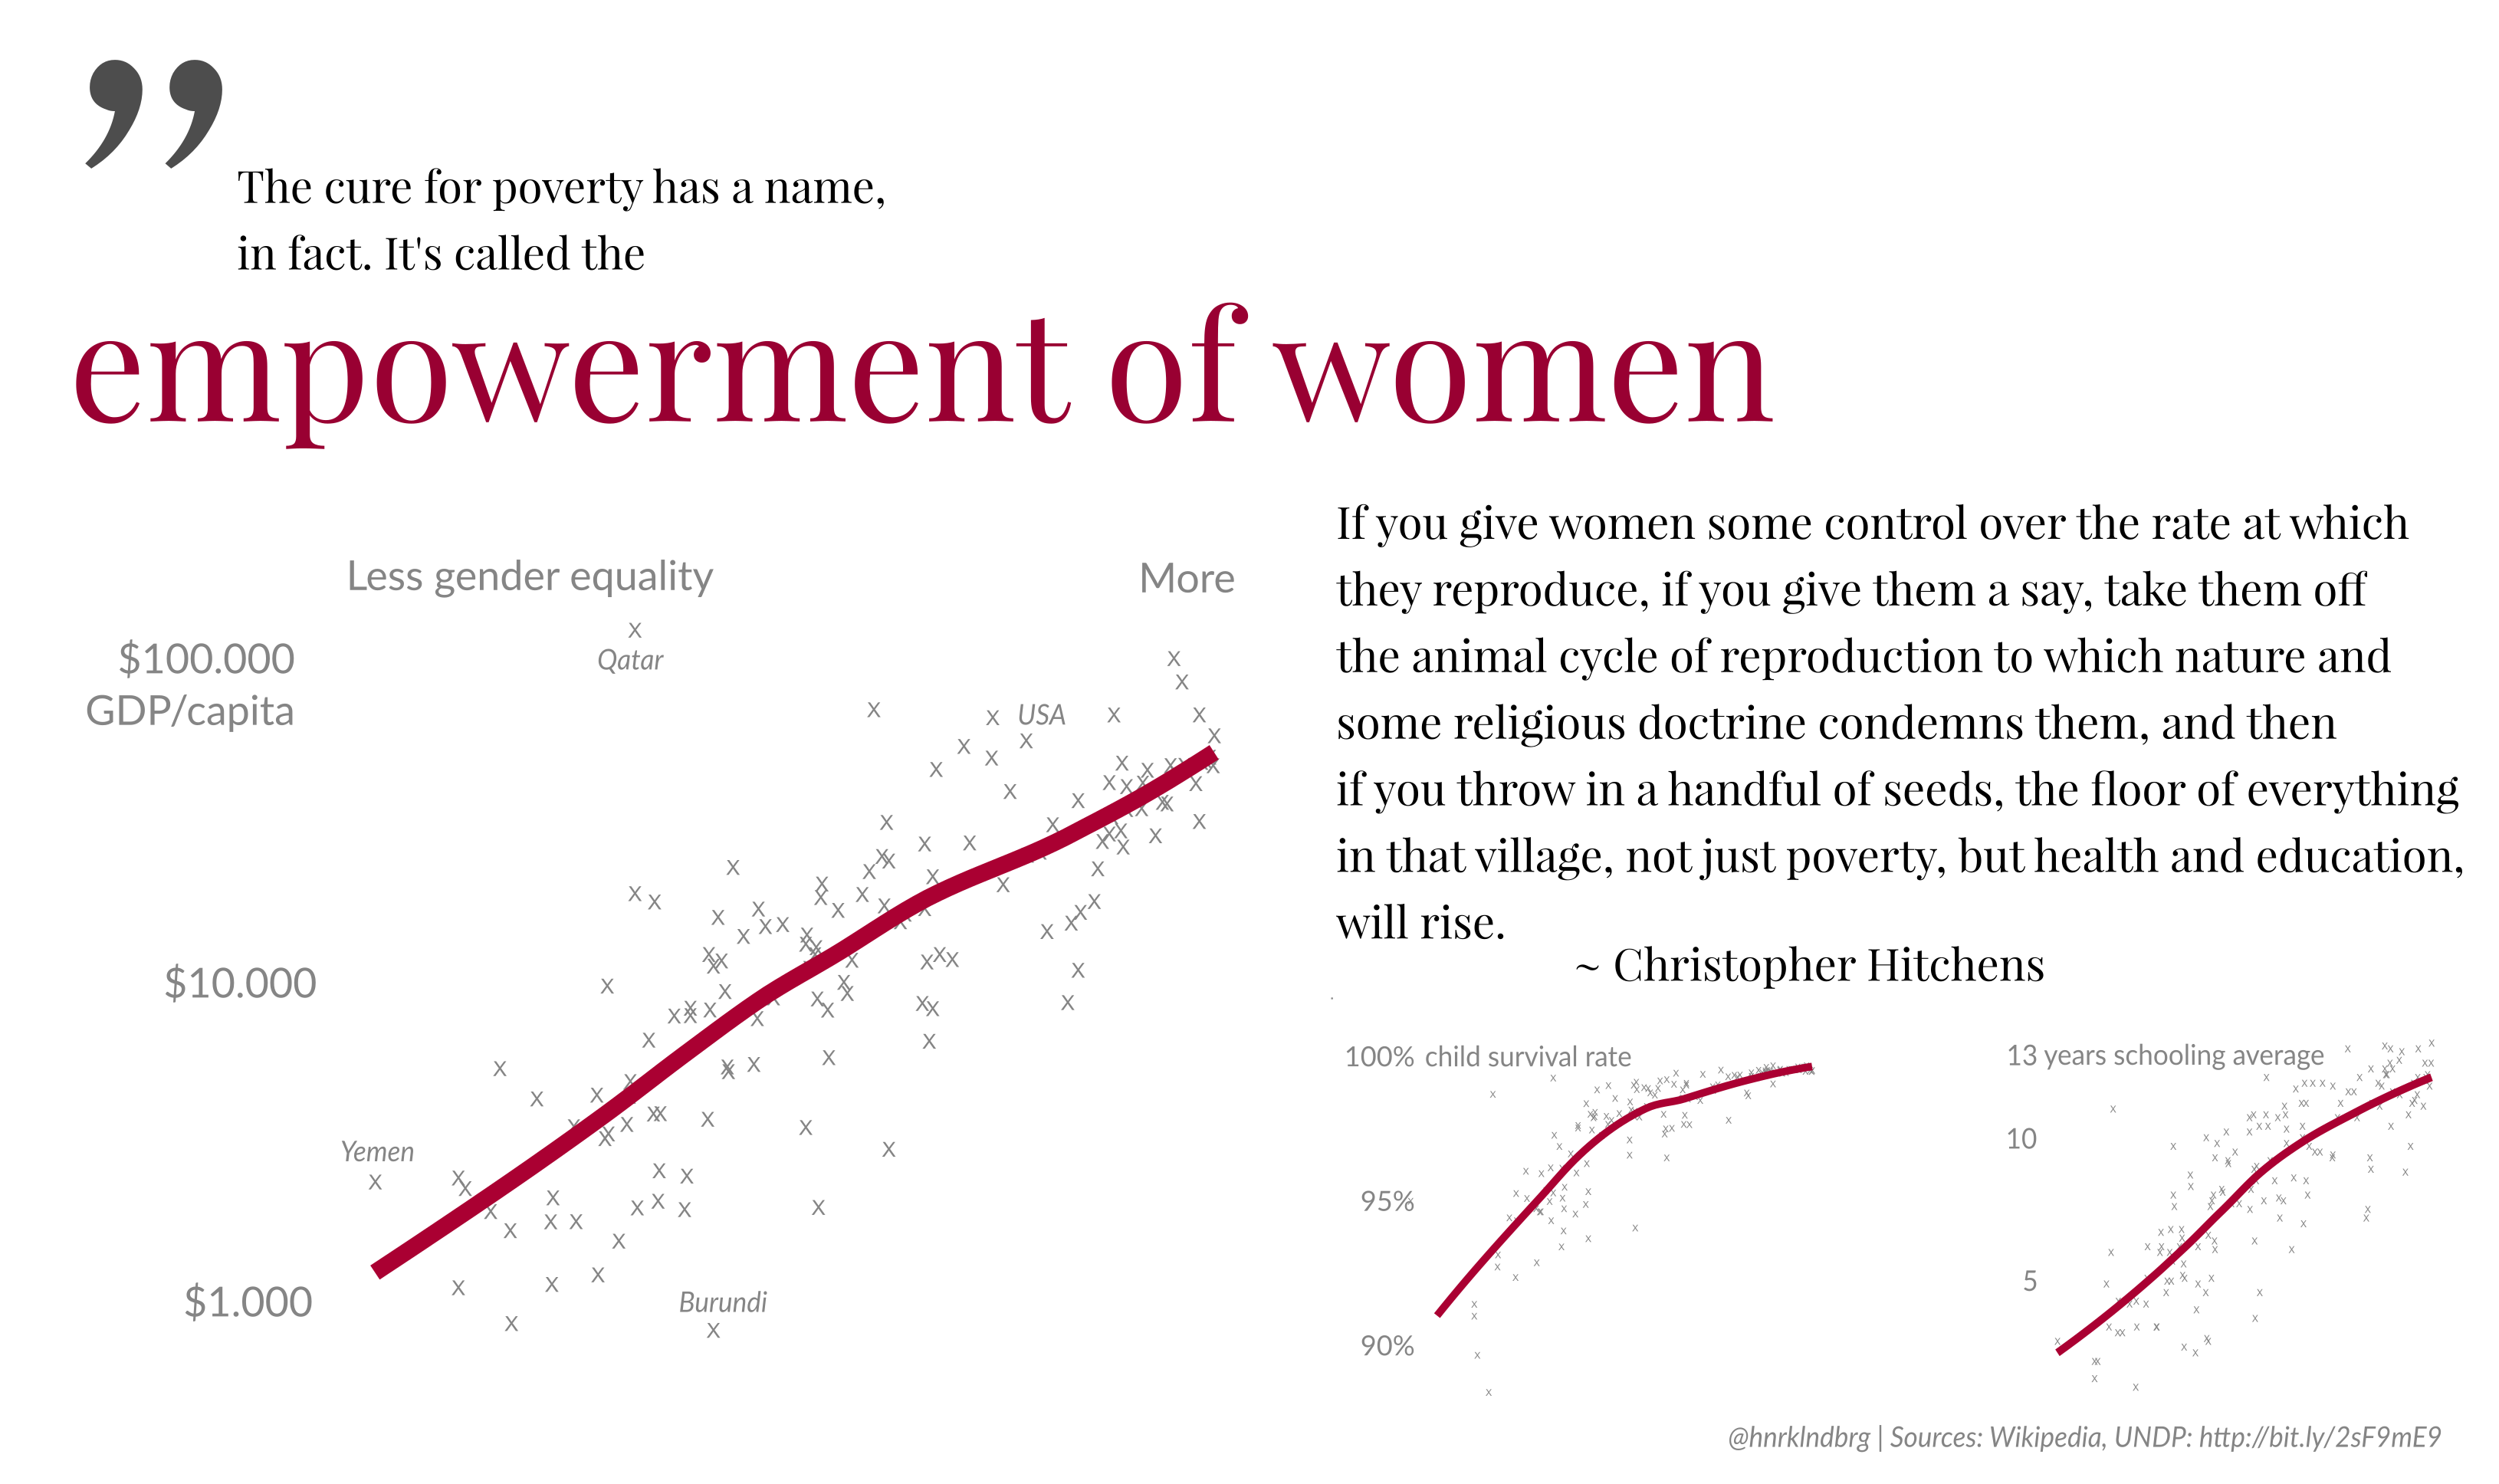 ”
The cure for poverty has a name,
in fact. It's called the
empowerment of women
Less gender equality
More
$100.000
GDP/capita
$10.000
$1.000
x
Qatar
USA
Yemen
Burundi
If you give women some control over the rate at which
they reproduce, if you give them a say, take them off
the animal cycle of reproduction to which nature and
some religious doctrine condemns them, and then
if you throw in a handful of seeds, the floor of everything
in that village, not just poverty, but health and education,
will rise.
~ Christopher Hitchens
100% child survival rate
95%
90%
13 years schooling average
10
5
@hnrklndbrg | Sources: Wikipedia, UNDP: http://bit.ly/2sF9mE9